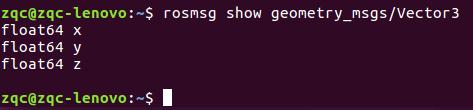 zqc@zqc-lenovo:~$ rosmsg show geometry_msgs/Vector3
float64 x
float64 y
float64 z

zqc@zqc-lenovo:~$